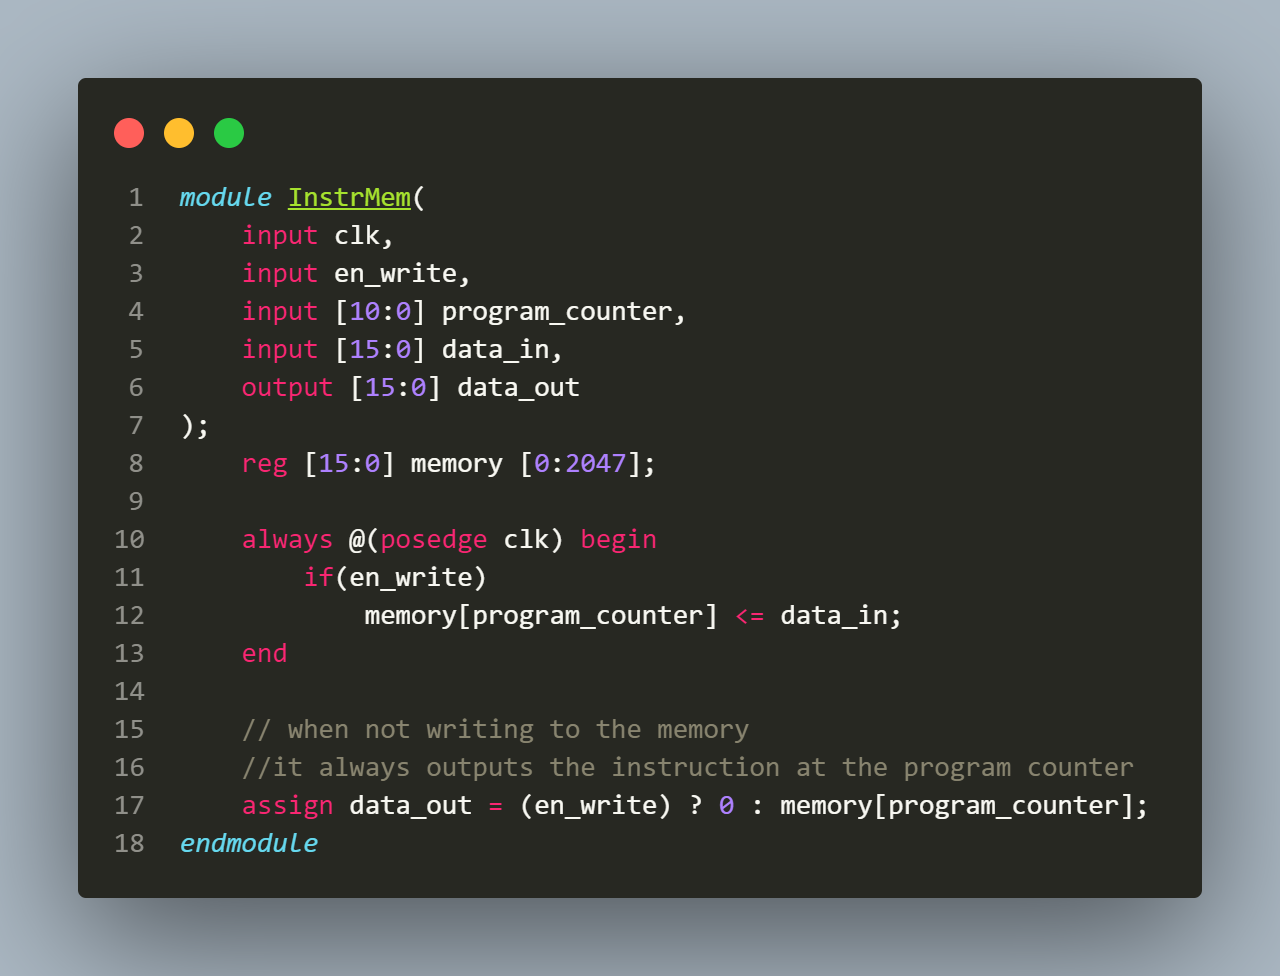 1 module InstrMem(
2     input clk,
3     input en_write,
4     input [10:0] program_counter,
5     input [15:0] data_in,
6     output [15:0] data_out
7 );
8     reg [15:0] memory [0:2047];
9
10     always @(posedge clk) begin
11         if(en_write)
12             memory[program_counter] <= data_in;
13     end
14
15     // when not writing to the memory
16     //it always outputs the instruction at the program counter
17     assign data_out = (en_write) ? 0 : memory[program_counter];
18 endmodule